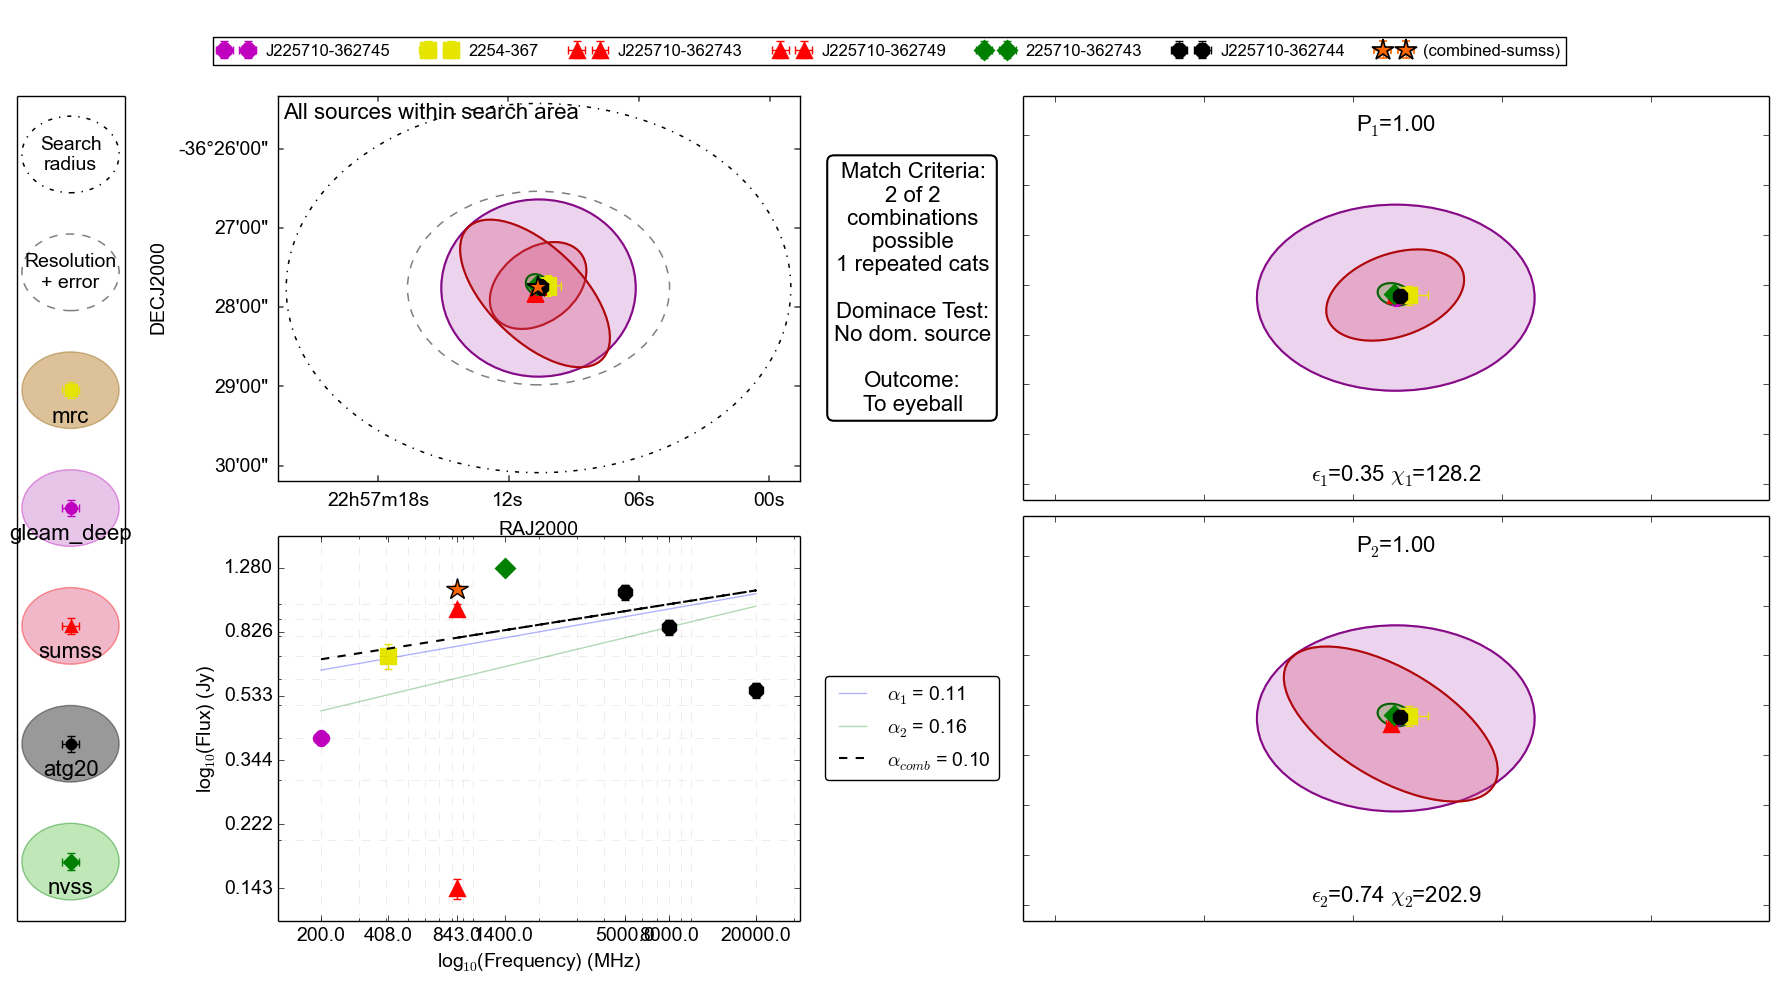 J225710-362745 2254-367 J225710-362743 J225710-362749 225710-362743 J225710-362744 (combined-sumss)
Search
radius
Resolution
+ error
mrc
gleam_deep
sumss
atg20
nvss
All sources within search area
DECJ2000
-36°26'00"
27'00"
28'00"
29'00"
30'00"
22h57m18s 12s 06s 00s
RAJ2000
Match Criteria:
2 of 2
combinations
possible
1 repeated cats
Dominace Test:
No dom. source
Outcome:
To eyeball
P1=1.00
ϵ1=0.35 χ1=128.2
log10(Flux) (Jy)
1.280
0.826
0.533
0.344
0.222
0.143
200.0 408.0 843.0 1400.0 5000.0 8000.0 20000.0
log10(Frequency) (MHz)
α1 = 0.11
α2 = 0.16
αcomb = 0.10
P2=1.00
ϵ2=0.74 χ2=202.9